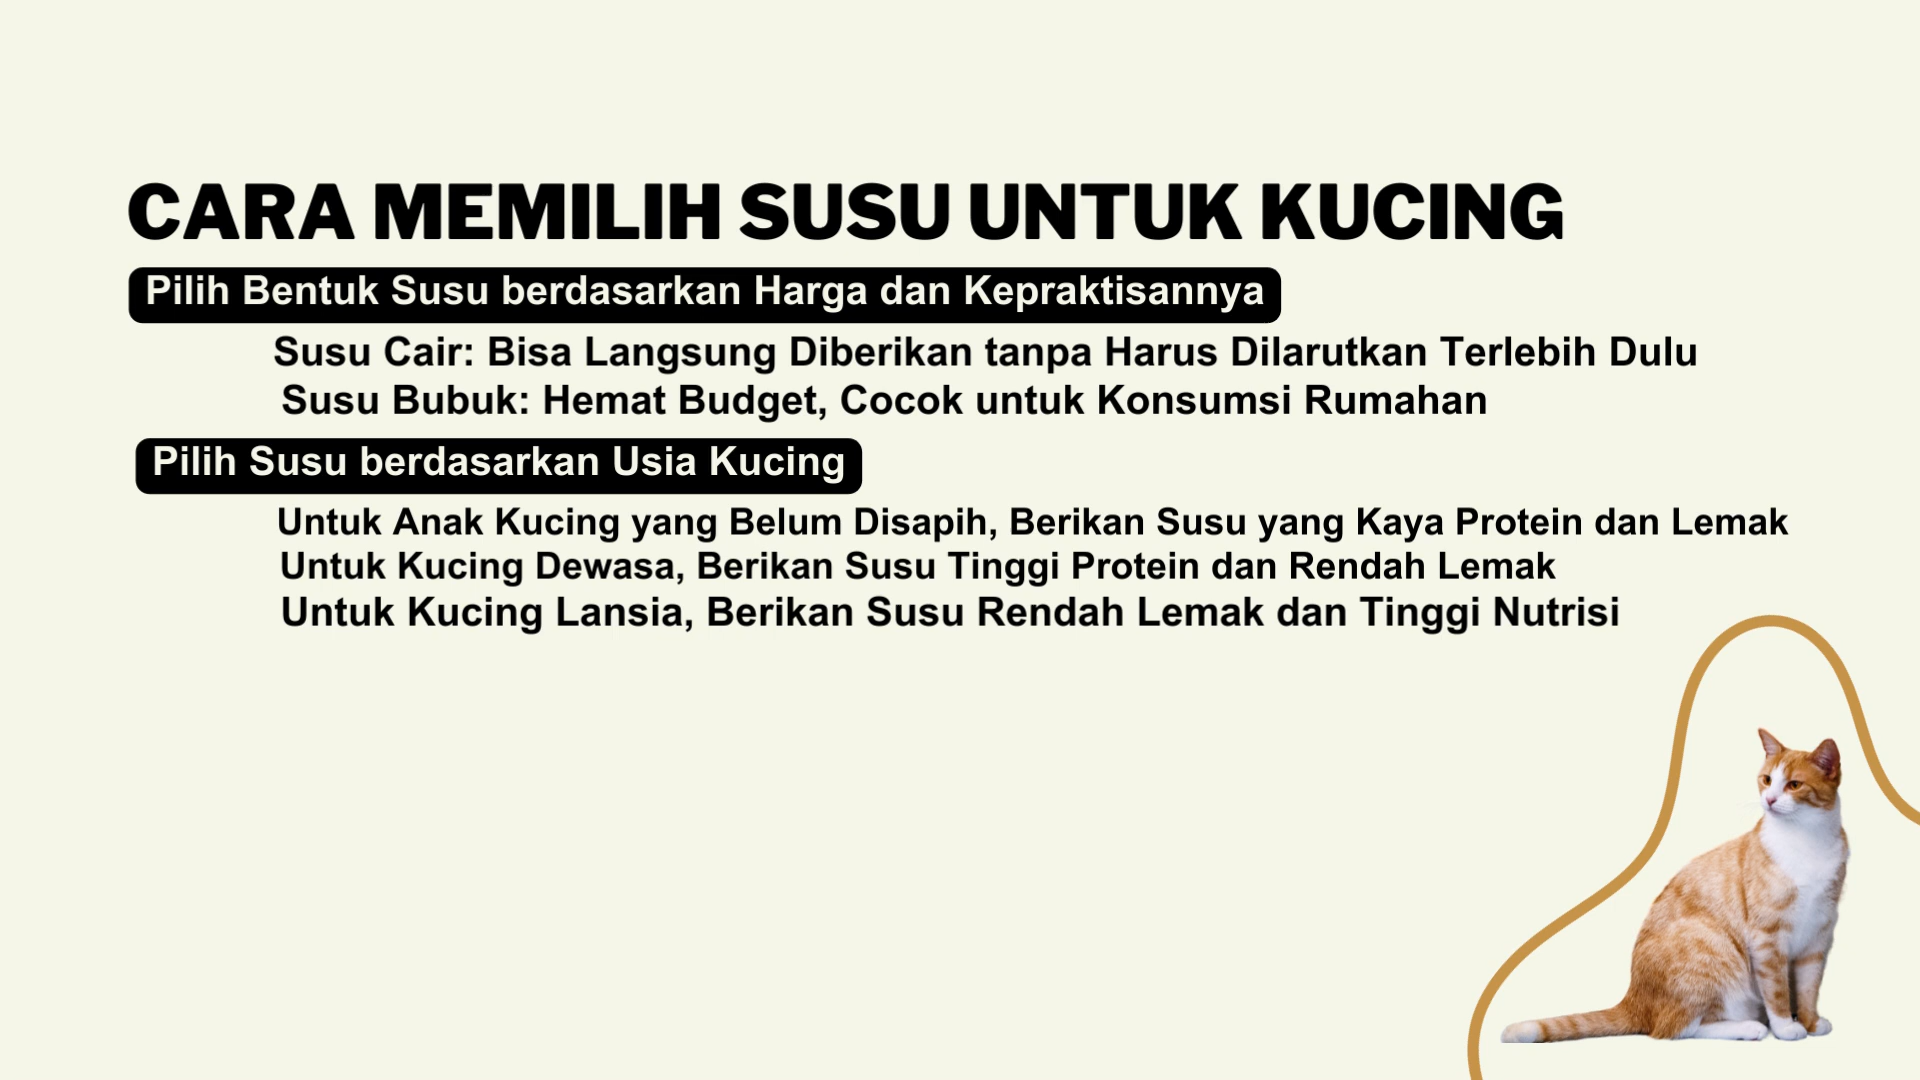 CARA MEMILIH SUSU UNTUK KUCING
Pilih Bentuk Susu berdasarkan Harga dan Kepraktisannya
Susu Cair: Bisa Langsung Diberikan tanpa Harus Dilarutkan Terlebih Dulu
Susu Bubuk: Hemat Budget, Cocok untuk Konsumsi Rumahan
Pilih Susu berdasarkan Usia Kucing
Untuk Anak Kucing yang Belum Disapih, Berikan Susu yang Kaya Protein dan Lemak
Untuk Kucing Dewasa, Berikan Susu Tinggi Protein dan Rendah Lemak
Untuk Kucing Lansia, Berikan Susu Rendah Lemak dan Tinggi Nutrisi